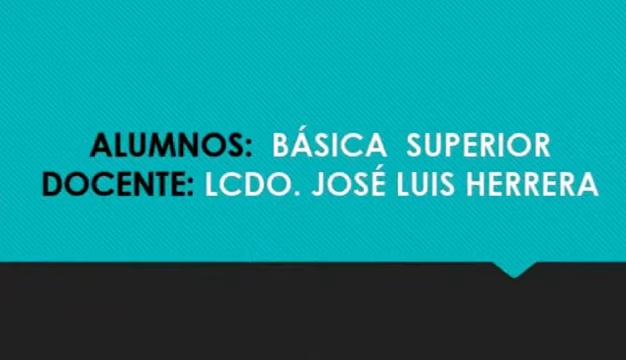 ALUMNOS: BÁSICA SUPERIOR
DOCENTE: LCDO. JOSÉ LUIS HERRERA